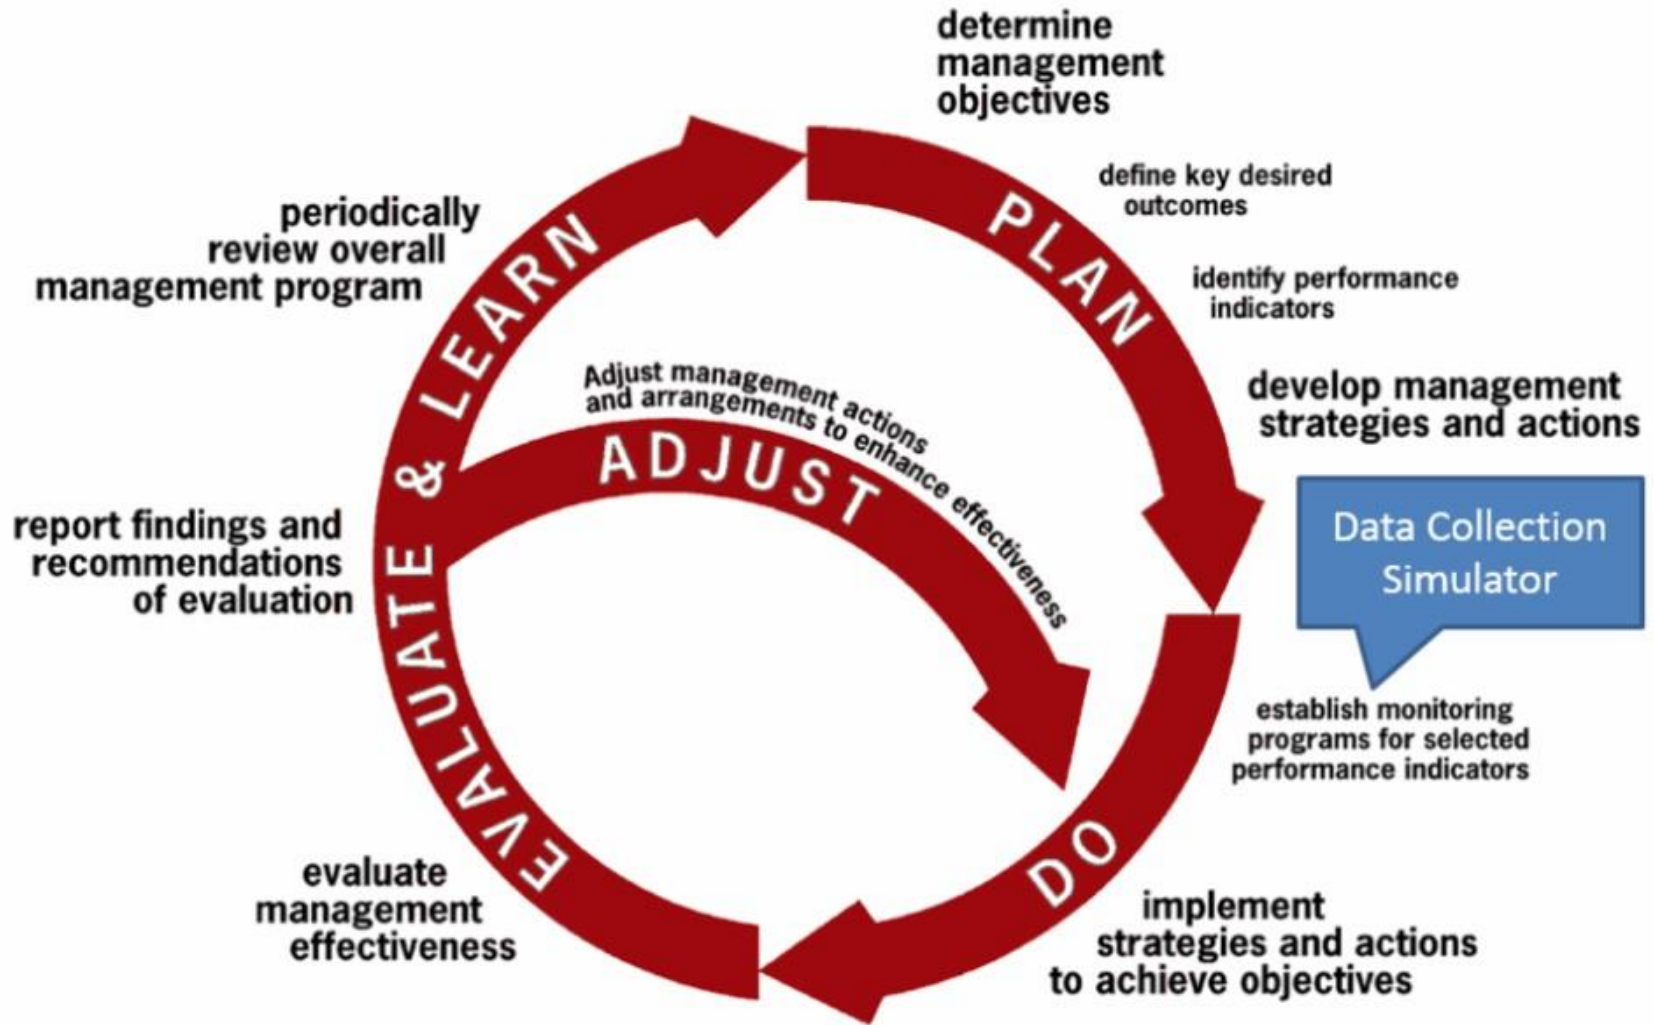 determine
management
objectives
define key desired
outcomes
identify performance
indicators
develop management
strategies and actions
Data Collection
Simulator
establish monitoring
programs for selected
performance indicators
implement
strategies and actions
to achieve objectives
evaluate
management
effectiveness
report findings and
recommendations
of evaluation
periodically
review overall
management program
PLAN
DO
EVALUATE & LEARN
Adjust management actions
and arrangements to enhance effectiveness
ADJUST